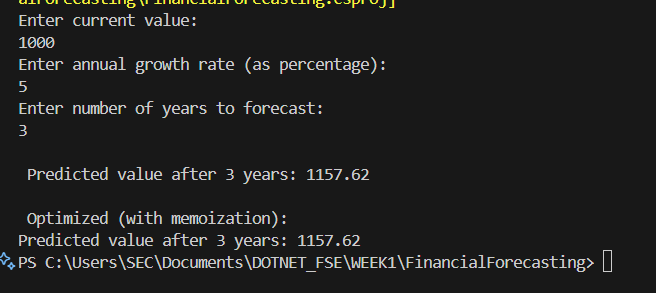 alForecasting\FinancialForecasting.csproj]
Enter current value:
1000
Enter annual growth rate (as percentage):
5
Enter number of years to forecast:
3
Predicted value after 3 years: 1157.62
Optimized (with memoization):
Predicted value after 3 years: 1157.62
PS C:\Users\SEC\Documents\DOTNET_FSE\WEEK1\FinancialForecasting>